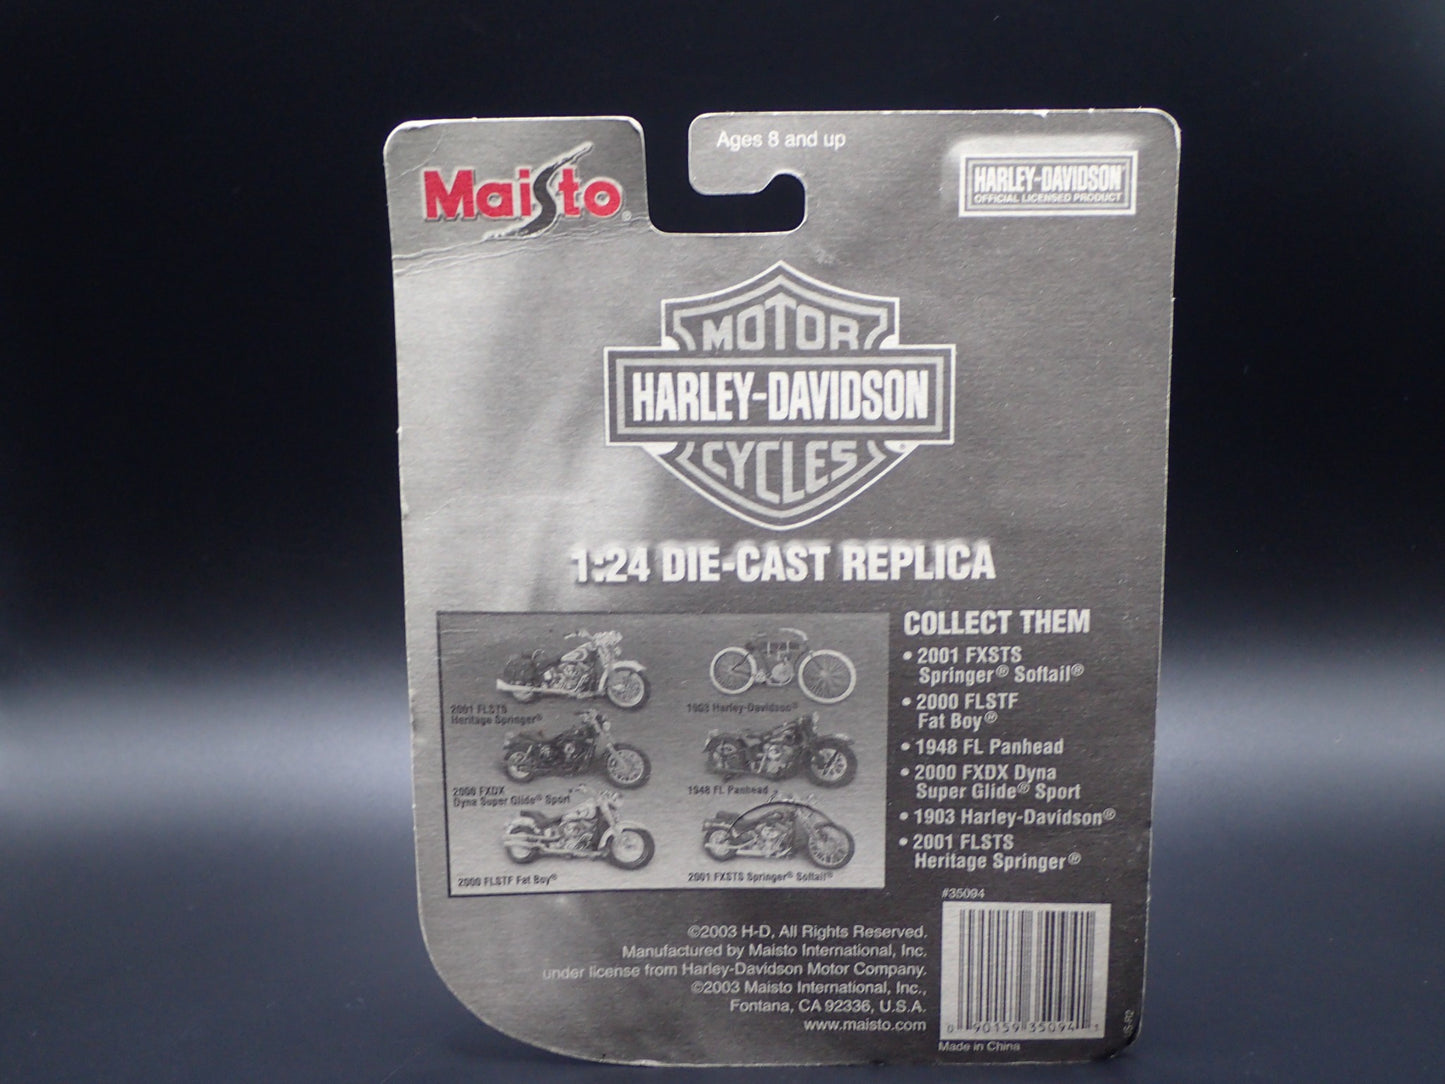 Maisto®
Ages 8 and up
HARLEY-DAVIDSON
OFFICIAL LICENSED PRODUCT
MOTOR
HARLEY-DAVIDSON
CYCLES
®
1:24 DIE-CAST REPLICA
2001 FLSTS
Heritage Springer®
1903 Harley-Davidson®
2000 FXDX
Dyna Super Glide® Sport
1948 FL Panhead
2000 FLSTF Fat Boy®
2001 FXSTS Springer® Softail®
COLLECT THEM
• 2001 FXSTS
Springer® Softail®
• 2000 FLSTF
Fat Boy®
• 1948 FL Panhead
• 2000 FXDX Dyna
Super Glide® Sport
• 1903 Harley-Davidson®
• 2001 FLSTS
Heritage Springer®
#35094
©2003 H-D, All Rights Reserved.
Manufactured by Maisto International, Inc.
under license from Harley-Davidson Motor Company.
©2003 Maisto International, Inc.,
Fontana, CA 92336, U.S.A.
www.maisto.com
0 90159 35094 1
Made in China